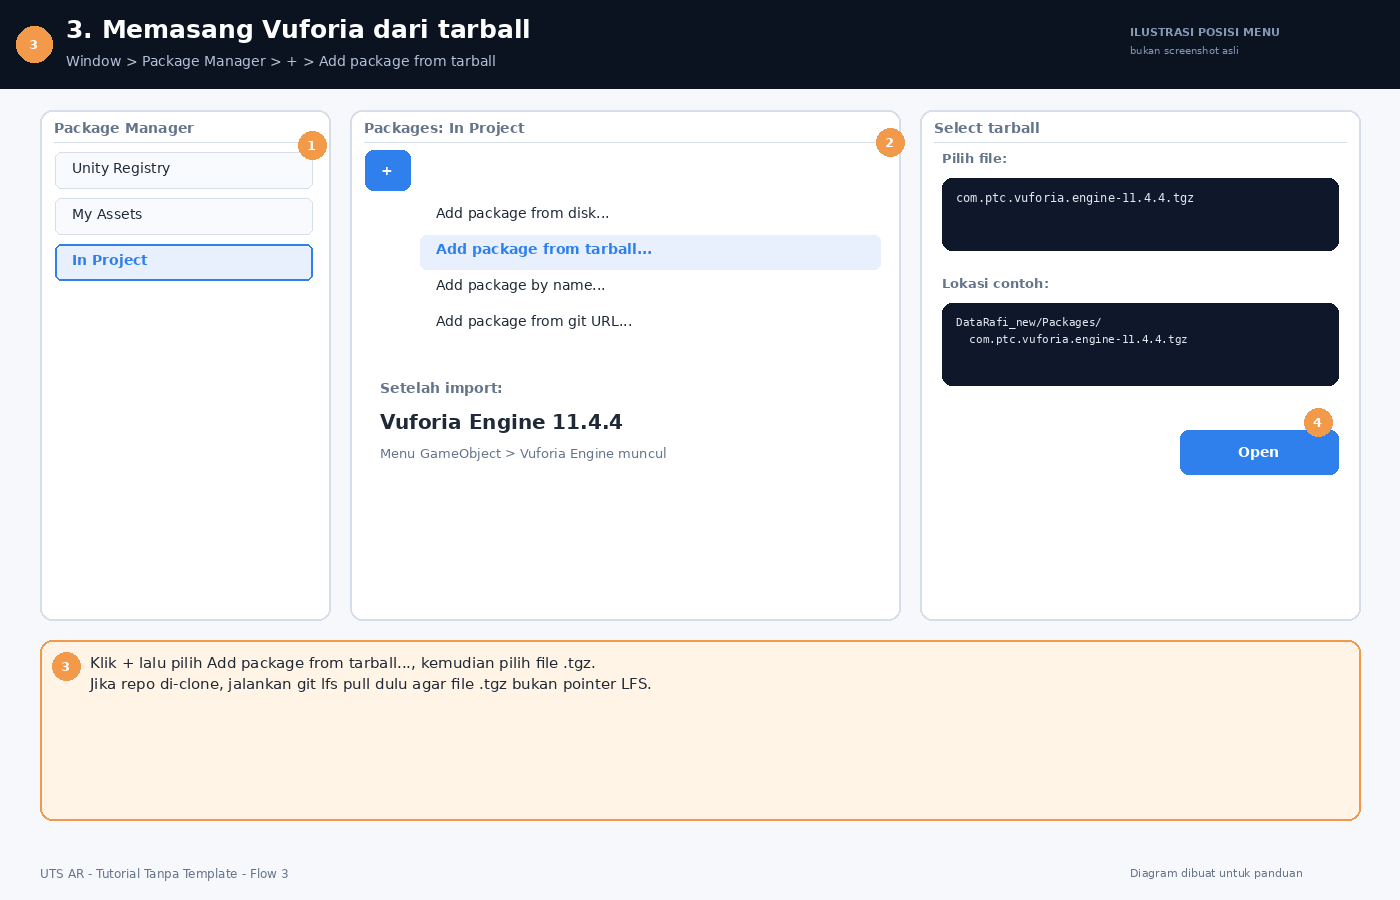 3
3. Memasang Vuforia dari tarball
Window > Package Manager > + > Add package from tarball
ILUSTRASI POSISI MENU
bukan screenshot asli
Package Manager
1
Unity Registry
My Assets
In Project
Packages: In Project
2
+
Add package from disk...
Add package from tarball...
Add package by name...
Add package from git URL...
Setelah import:
Vuforia Engine 11.4.4
Menu GameObject > Vuforia Engine muncul
Select tarball
Pilih file:
com.ptc.vuforia.engine-11.4.4.tgz
Lokasi contoh:
DataRafi_new/Packages/
com.ptc.vuforia.engine-11.4.4.tgz
4
Open
3
Klik + lalu pilih Add package from tarball..., kemudian pilih file .tgz.
Jika repo di-clone, jalankan git lfs pull dulu agar file .tgz bukan pointer LFS.
UTS AR - Tutorial Tanpa Template - Flow 3
Diagram dibuat untuk panduan